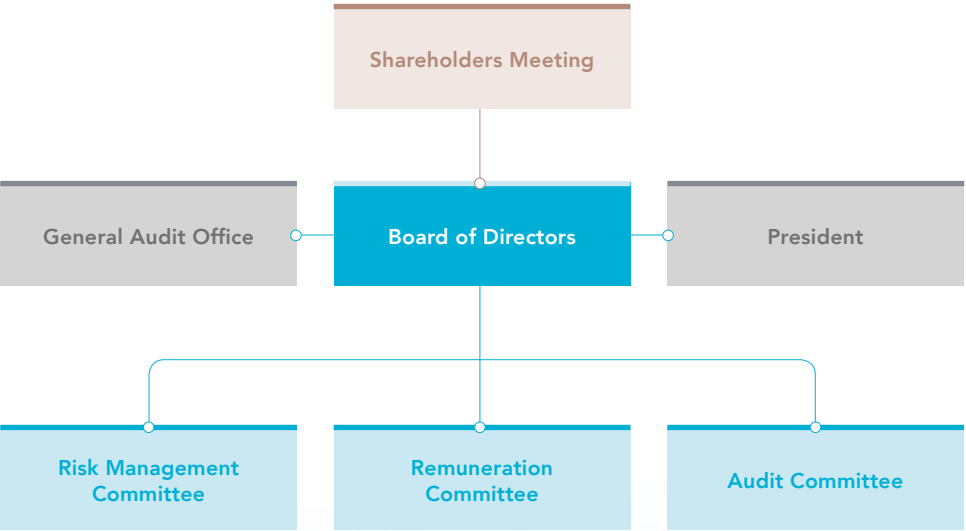 Shareholders Meeting
General Audit Office
Board of Directors
President
Risk Management
Committee
Remuneration
Committee
Audit Committee